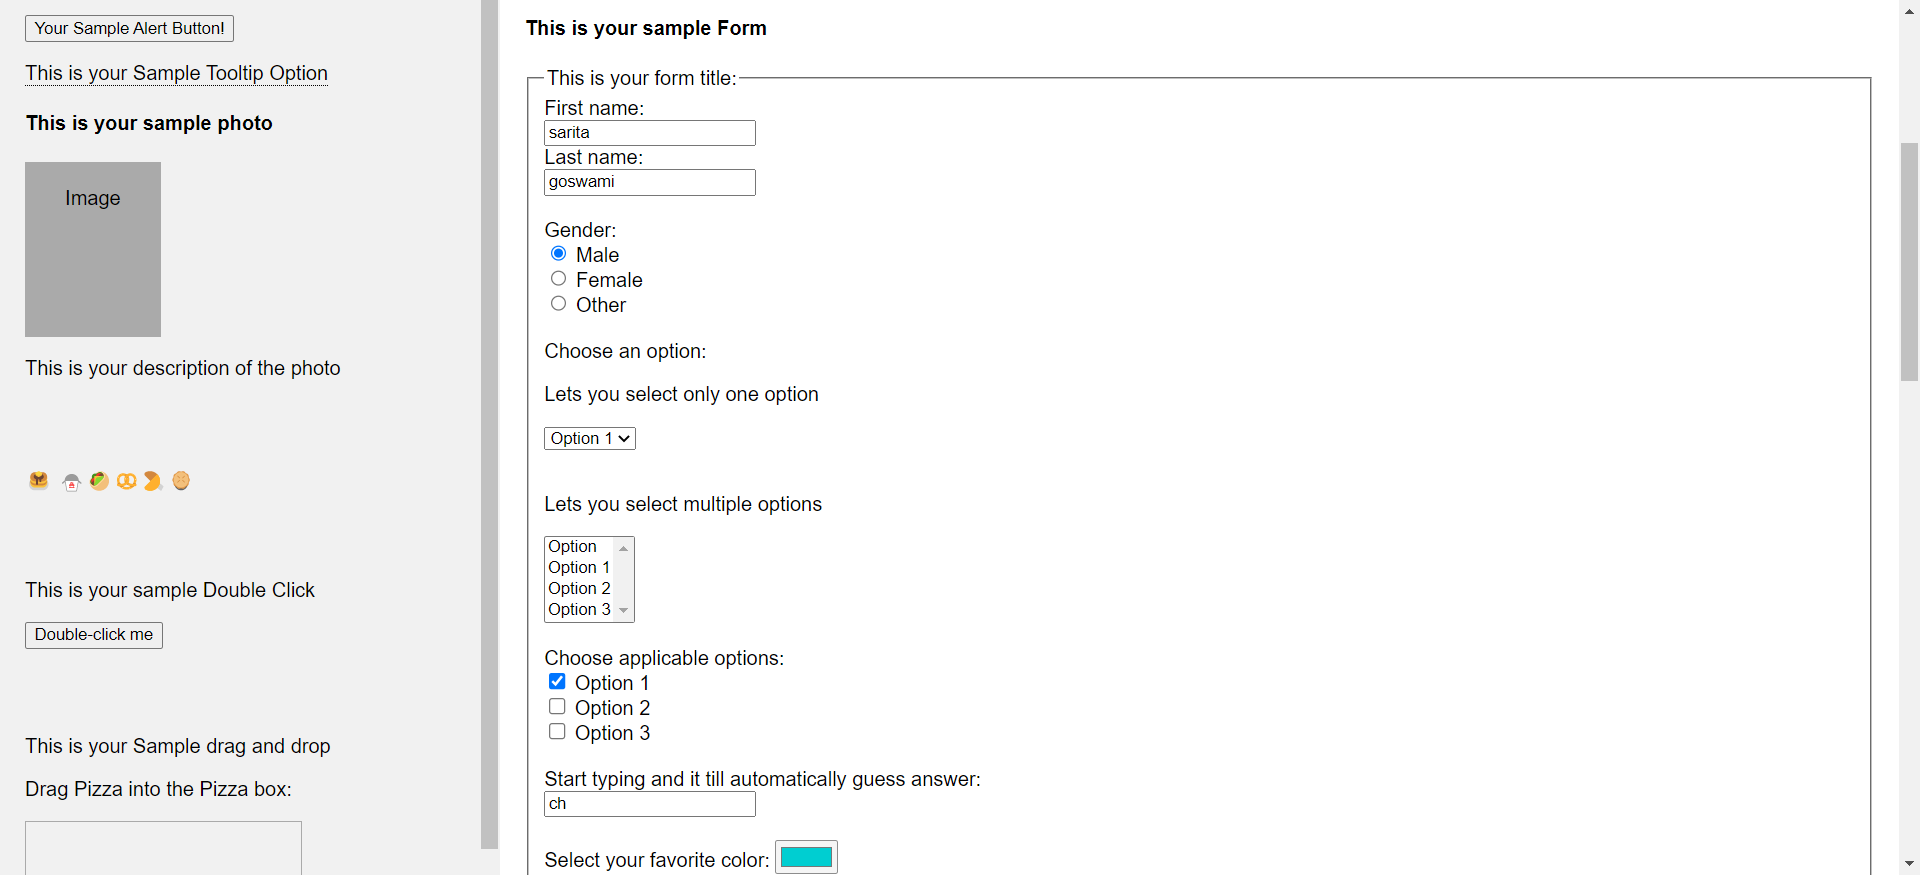 Your Sample Alert Button!
This is your Sample Tooltip Option
This is your sample photo
Image
This is your description of the photo
This is your sample Double Click
Double-click me
This is your Sample drag and drop
Drag Pizza into the Pizza box:
This is your sample Form
This is your form title:
First name:
sarita
Last name:
goswami
Gender:
Male
Female
Other
Choose an option:
Lets you select only one option
Option 1
Lets you select multiple options
Option
Option 1
Option 2
Option 3
Choose applicable options:
Option 1
Option 2
Option 3
Start typing and it till automatically guess answer:
ch
Select your favorite color: